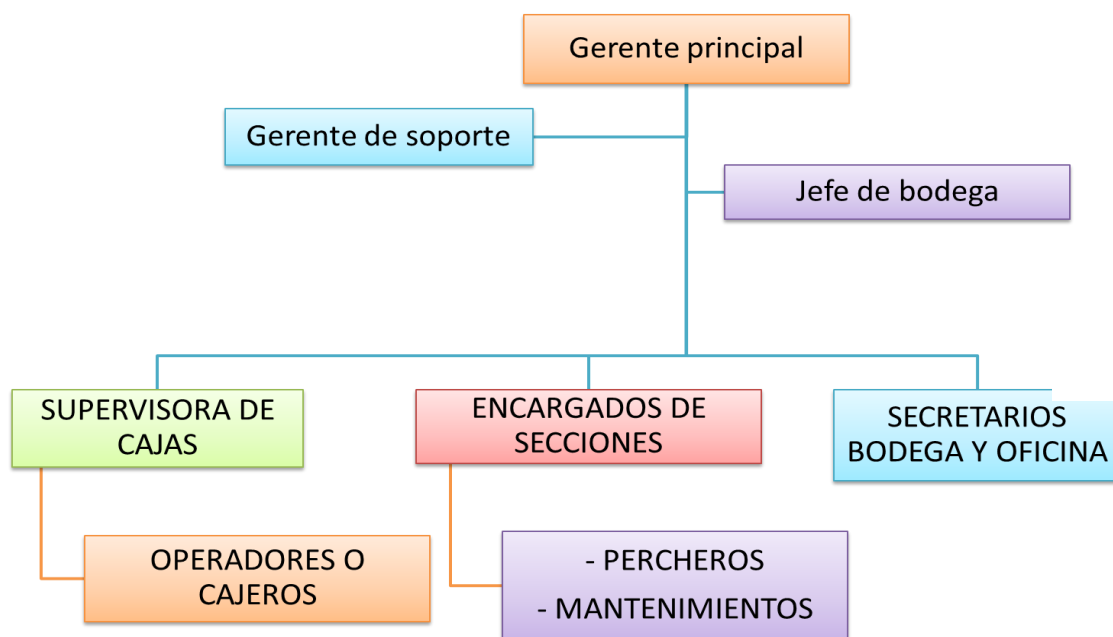 Gerente principal
Gerente de soporte
Jefe de bodega
SUPERVISORA DE
CAJAS
ENCARGADOS DE
SECCIONES
SECRETARIOS
BODEGA Y OFICINA
OPERADORES O
CAJEROS
- PERCHEROS
- MANTENIMIENTOS